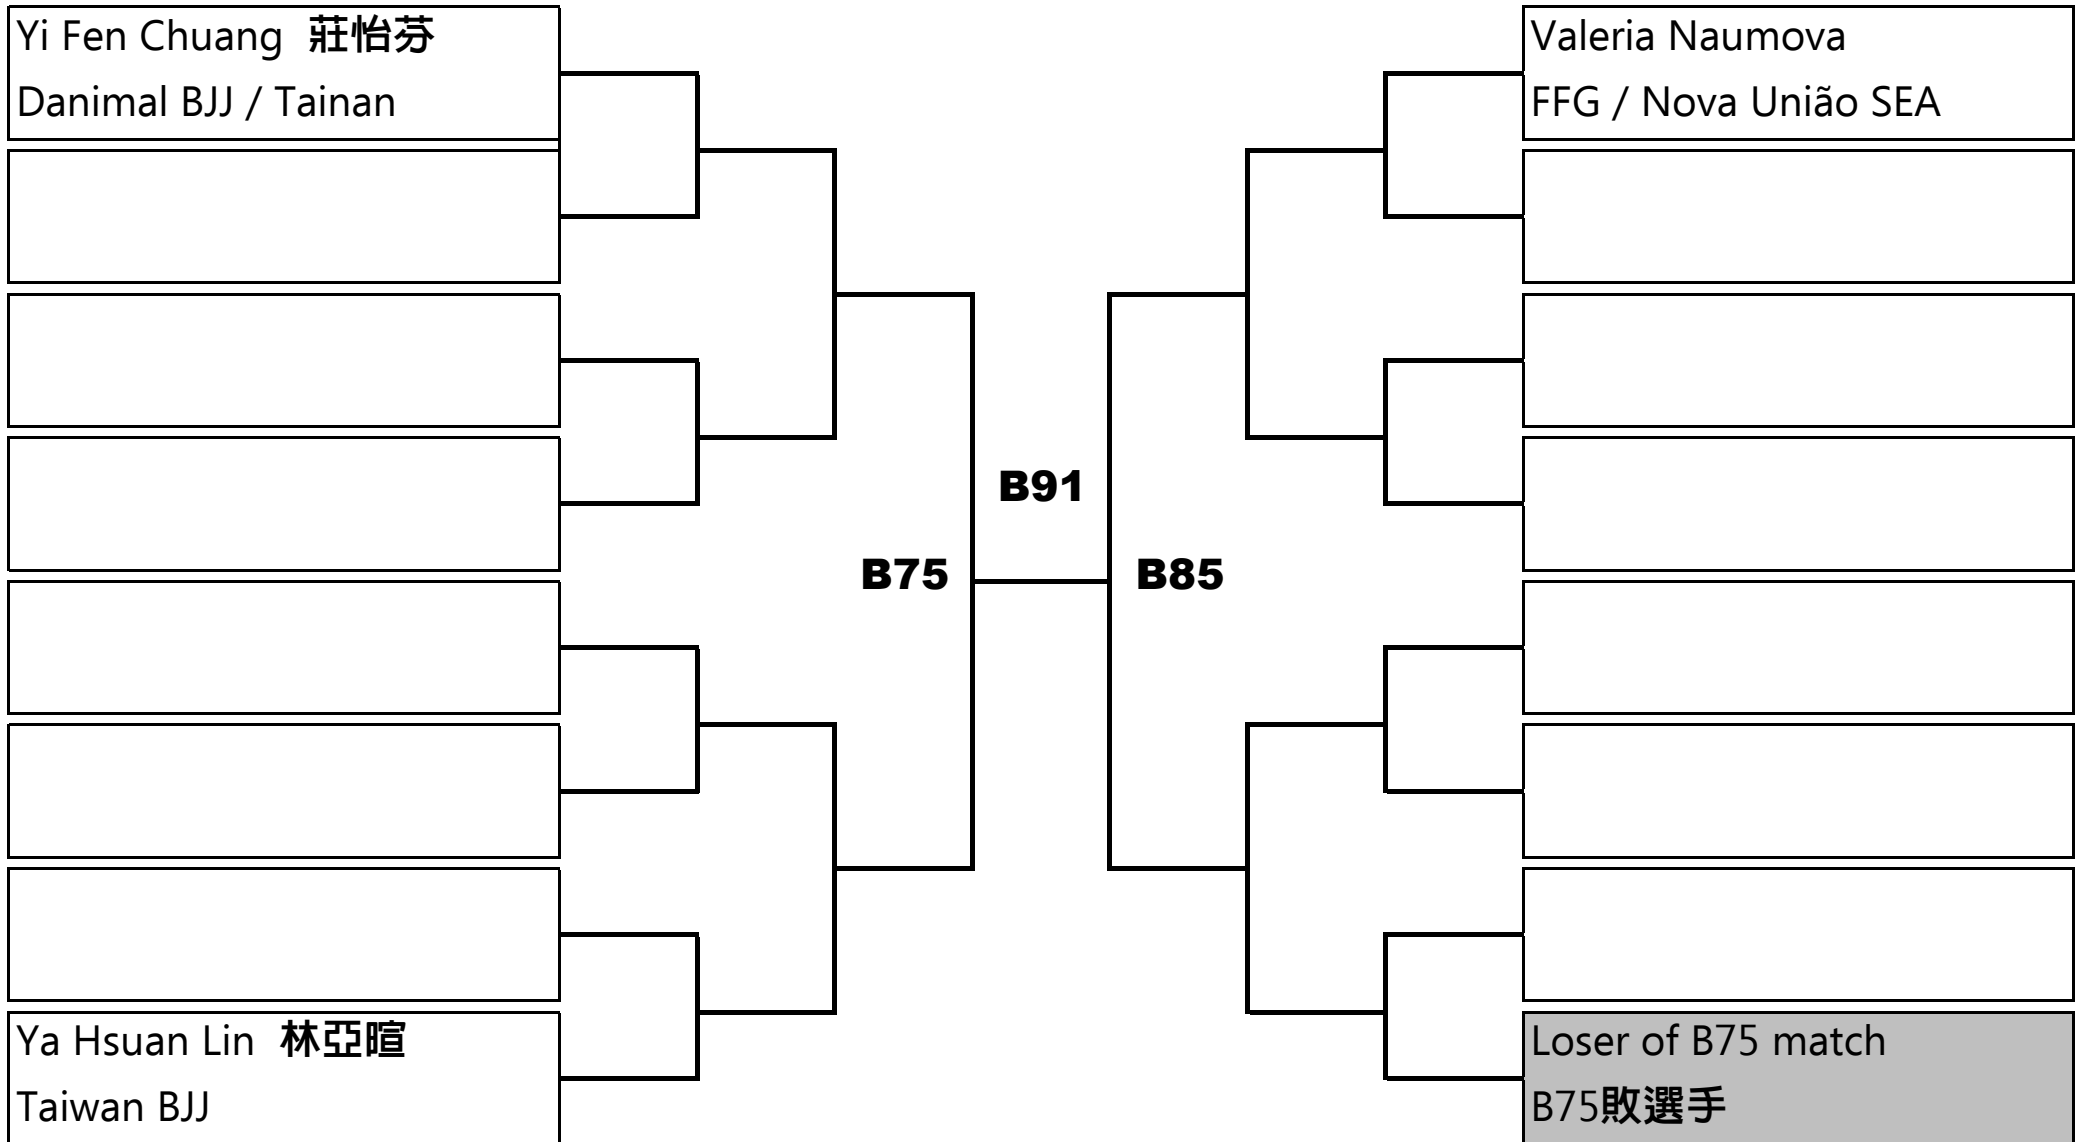 Yi Fen Chuang 莊怡芬
Danimal BJJ / Tainan
Valeria Naumova
FFG / Nova União SEA
B91
B75
B85
Ya Hsuan Lin 林亞暄
Taiwan BJJ
Loser of B75 match
B75敗選手